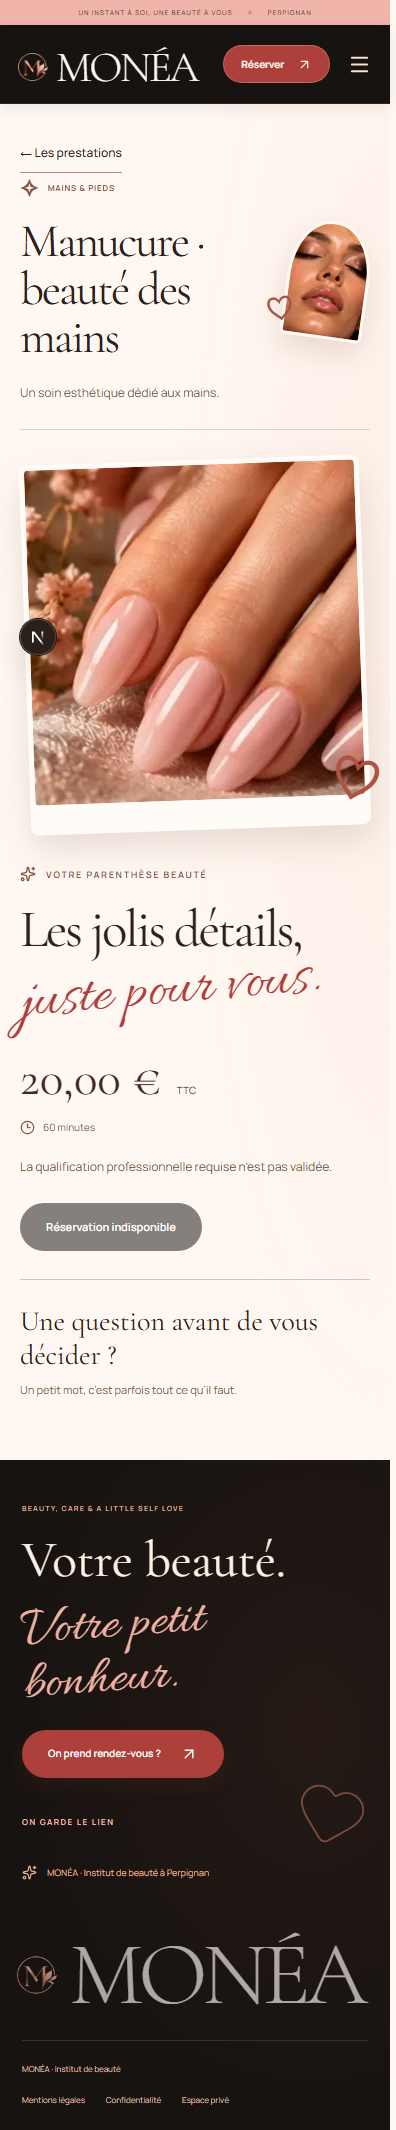 UN INSTANT À SOI, UNE BEAUTÉ À VOUS ✧ PERPIGNAN
M MONÉA Réserver ↗
← Les prestations
MAINS & PIEDS
Manucure ·
beauté des
mains
Un soin esthétique dédié aux mains.
N
VOTRE PARENTHÈSE BEAUTÉ
Les jolis détails,
juste pour vous.
20,00 € TTC
60 minutes
La qualification professionnelle requise n'est pas validée.
Réservation indisponible
Une question avant de vous
décider ?
Un petit mot, c'est parfois tout ce qu'il faut.
BEAUTY, CARE & A LITTLE SELF LOVE
Votre beauté.
Votre petit
bonheur.
On prend rendez-vous ? ↗
ON GARDE LE LIEN
MONÉA · Institut de beauté à Perpignan
M MONÉA
MONÉA · Institut de beauté
Mentions légales Confidentialité Espace privé